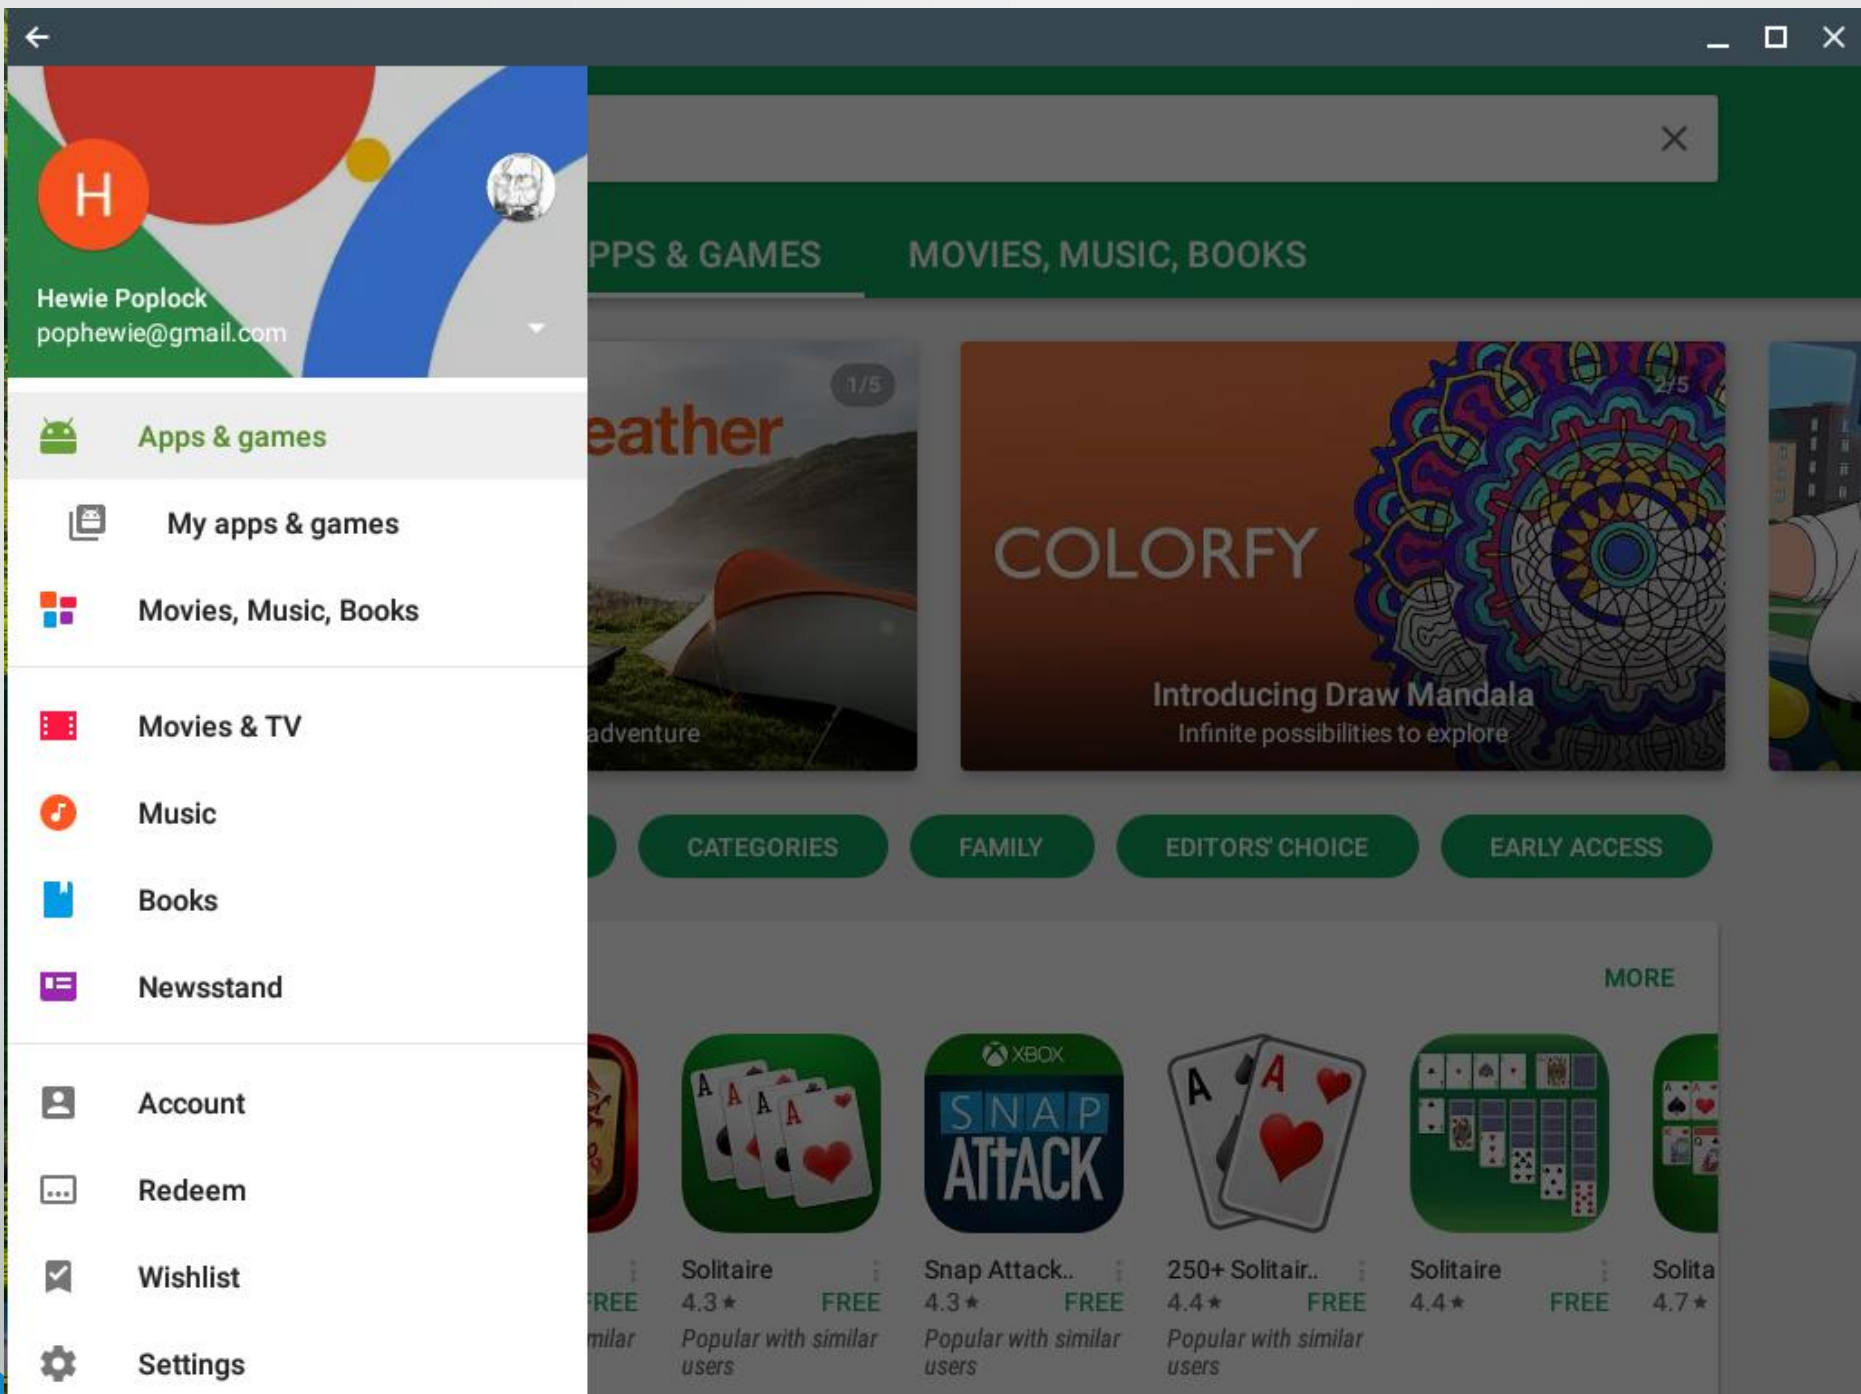 H
Hewie Poplock
pophewie@gmail.com
Apps & games
My apps & games
Movies, Music, Books
Movies & TV
Music
Books
Newsstand
Account
Redeem
Wishlist
Settings
PPS & GAMES
MOVIES, MUSIC, BOOKS
eather
1/5
adventure
COLORFY
2/5
Introducing Draw Mandala
Infinite possibilities to explore
CATEGORIES
FAMILY
EDITORS' CHOICE
EARLY ACCESS
MORE
FREE
milar
A A A A
Solitaire
4.3★ FREE
Popular with similar
users
XBOX
SNAP
ATTACK
Snap Attack..
4.3★ FREE
Popular with similar
users
A A
250+ Solitair..
4.4★ FREE
Popular with similar
users
Solitaire
4.4★ FREE
Solita
4.7★